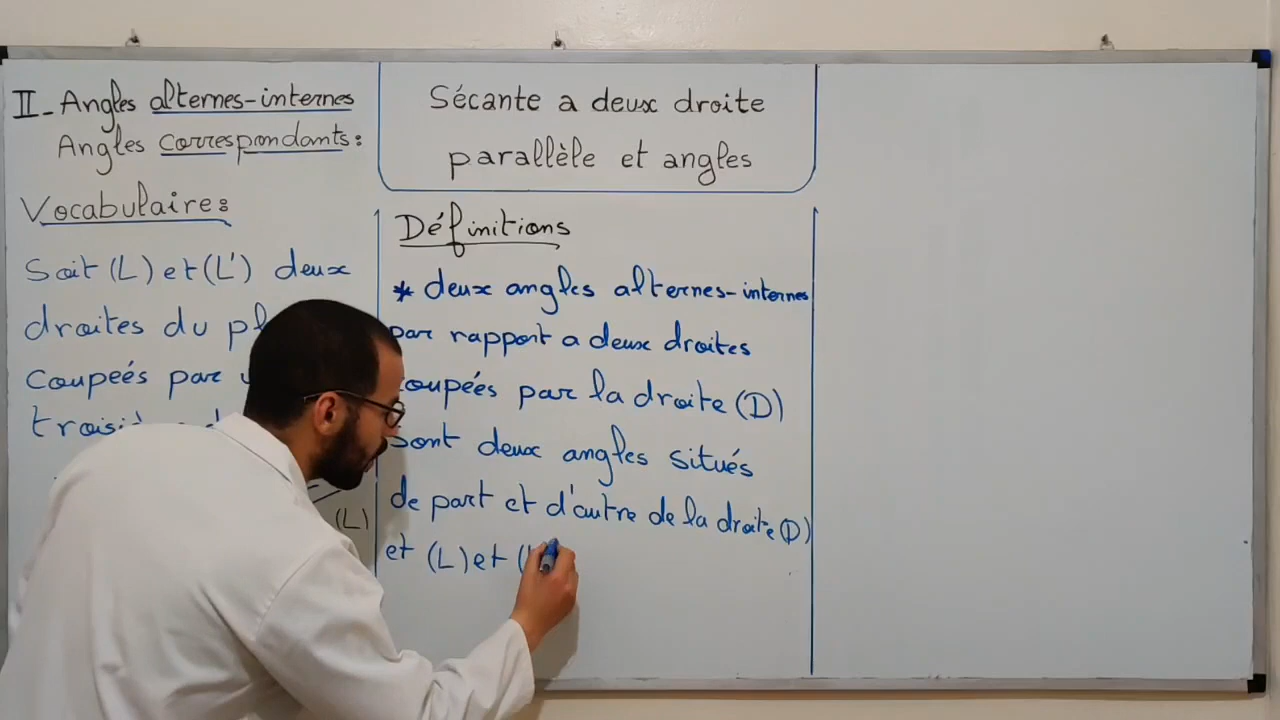 II- Angles alternes-internes
Angles correspondants:
Vocabulaire:
Soit (L) et (L') deux
droites du
coupeés par
(L)
Sécante a deux droite
parallèle et angles
Définitions
* deux angles alternes-internes
par rapport a deux droites
coupées par la droite (D)
sont deux angles situés
de part et d'autre de la droite (D)
et (L) et